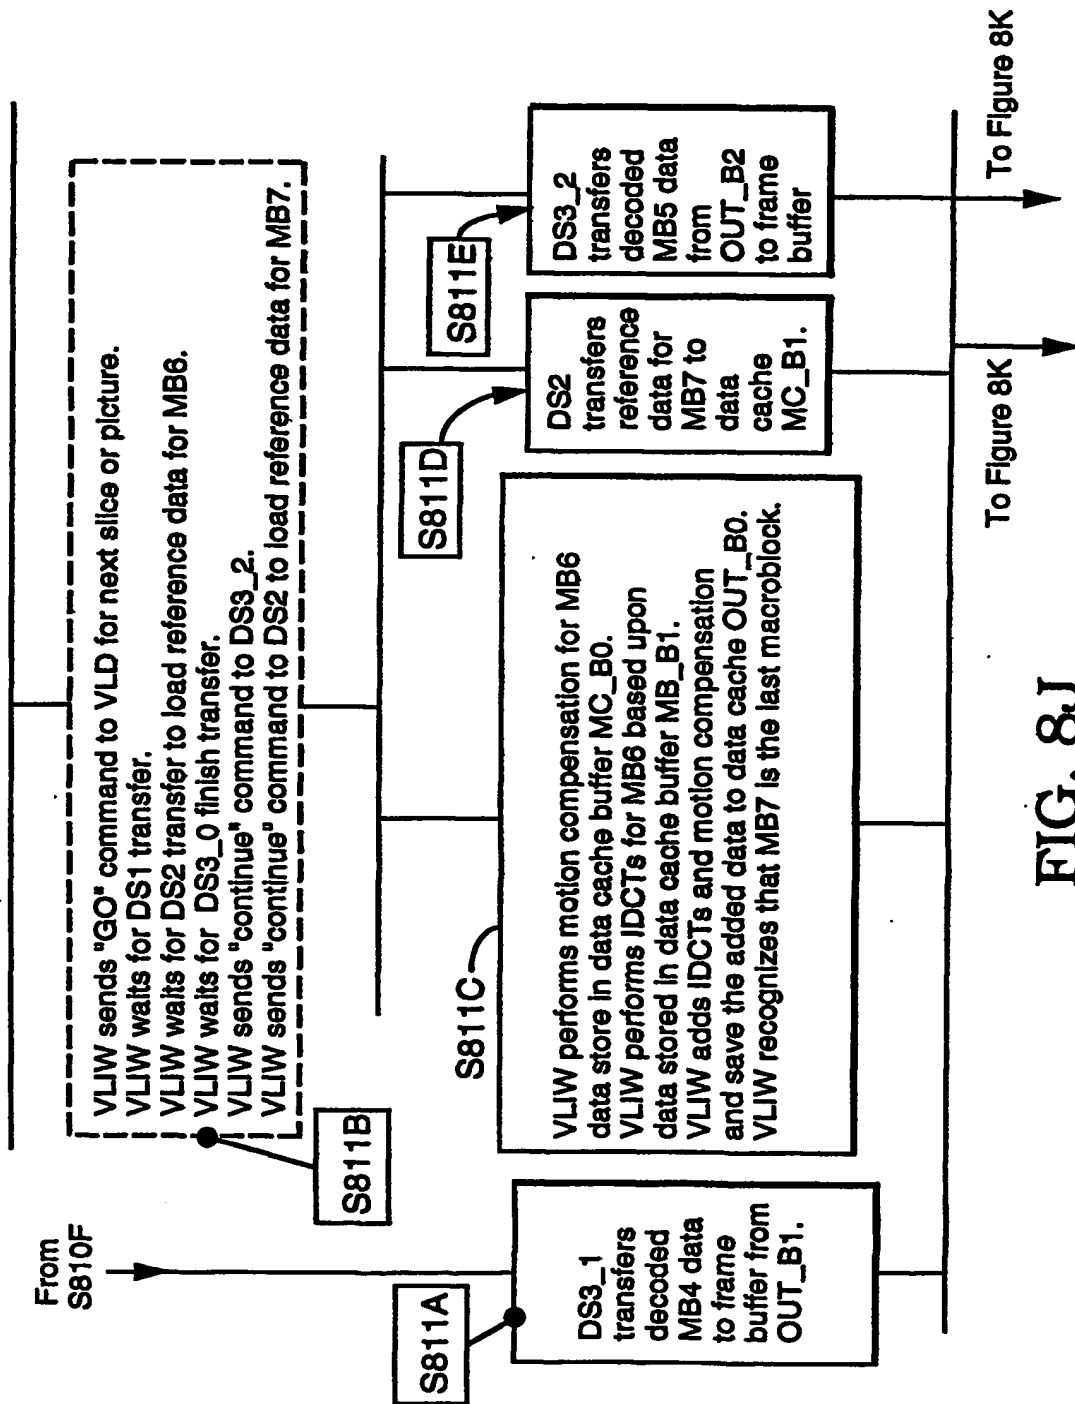 From
S810F
VLIW sends "GO" command to VLD for next slice or picture.
VLIW waits for DS1 transfer.
VLIW waits for DS2 transfer to load reference data for MB6.
VLIW waits for DS3_0 finish transfer.
VLIW sends "continue" command to DS3_2.
VLIW sends "continue" command to DS2 to load reference data for MB7.
S811B
S811A
DS3_1
transfers
decoded
MB4 data
to frame
buffer from
OUT_B1.
S811C
VLIW performs motion compensation for MB6
data store in data cache buffer MC_B0.
VLIW performs IDCTs for MB6 based upon
data stored in data cache buffer MB_B1.
VLIW adds IDCTs and motion compensation
and save the added data to data cache OUT_B0.
VLIW recognizes that MB7 is the last macroblock.
S811D
DS2
transfers
reference
data for
MB7 to
data
cache
MC_B1.
S811E
DS3_2
transfers
decoded
MB5 data
from
OUT_B2
to frame
buffer
To Figure 8K
To Figure 8K
FIG. 8J